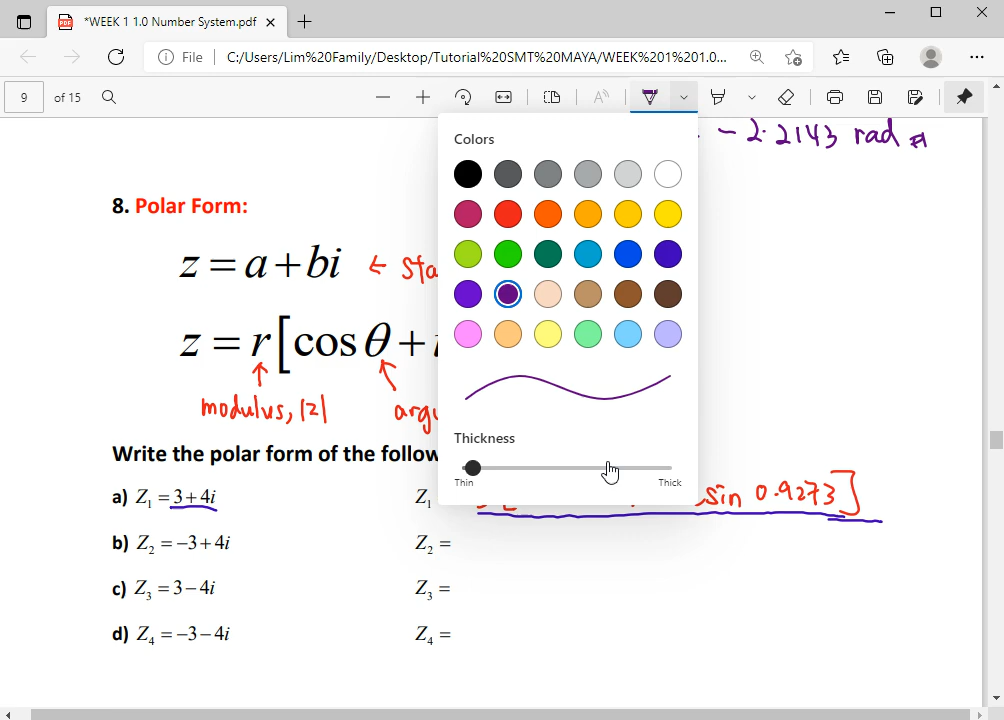 *WEEK 1 1.0 Number System.pdf
File C:/Users/Lim%20Family/Desktop/Tutorial%20SMT%20MAYA/WEEK%201%201.0...
9 of 15
- 2.2143 rad
Colors
8. Polar Form:
z = a + bi ← sta
z = r[cos θ + i
modulus, |z| argu
Thickness
Thin Thick
Write the polar form of the follow
a) Z₁ = 3 + 4i Z₁ sin 0.9273]
b) Z₂ = −3 + 4i Z₂ =
c) Z₃ = 3 − 4i Z₃ =
d) Z₄ = −3 − 4i Z₄ =